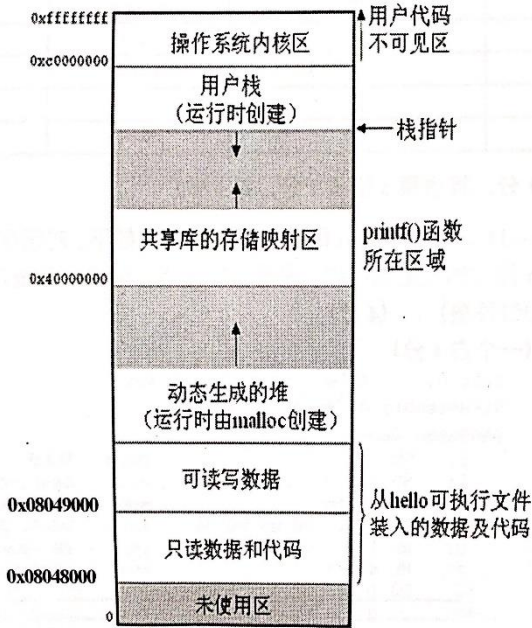 0xffffffff
操作系统内核区
用户代码
不可见区
0xc0000000
用户栈
(运行时创建)
栈指针
共享库的存储映射区
printf()函数
所在区域
0x40000000
动态生成的堆
(运行时由malloc创建)
可读写数据
从hello可执行文件
装入的数据及代码
0x08049000
只读数据和代码
0x08048000
未使用区
0